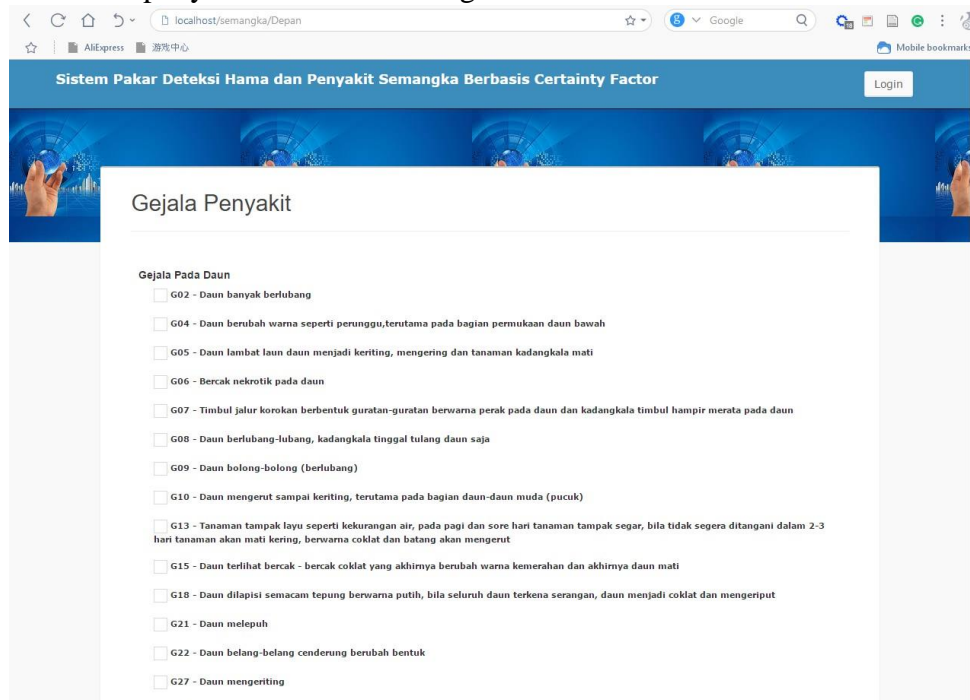 localhost/semangka/Depan
Google
AliExpress
游戏中心
Mobile bookmarks
Sistem Pakar Deteksi Hama dan Penyakit Semangka Berbasis Certainty Factor
Login
Gejala Penyakit
Gejala Pada Daun
G02 - Daun banyak berlubang
G04 - Daun berubah warna seperti perunggu,terutama pada bagian permukaan daun bawah
G05 - Daun lambat laun daun menjadi keriting, mengering dan tanaman kadangkala mati
G06 - Bercak nekrotik pada daun
G07 - Timbul jalur korokan berbentuk guratan-guratan berwarna perak pada daun dan kadangkala timbul hampir merata pada daun
G08 - Daun berlubang-lubang, kadangkala tinggal tulang daun saja
G09 - Daun bolong-bolong (berlubang)
G10 - Daun mengerut sampai keriting, terutama pada bagian daun-daun muda (pucuk)
G13 - Tanaman tampak layu seperti kekurangan air, pada pagi dan sore hari tanaman tampak segar, bila tidak segera ditangani dalam 2-3
hari tanaman akan mati kering, berwarna coklat dan batang akan mengerut
G15 - Daun terlihat bercak - bercak coklat yang akhirnya berubah warna kemerahan dan akhirnya daun mati
G18 - Daun dilapisi semacam tepung berwarna putih, bila seluruh daun terkena serangan, daun menjadi coklat dan mengeriput
G21 - Daun melepuh
G22 - Daun belang-belang cenderung berubah bentuk
G27 - Daun mengeriting